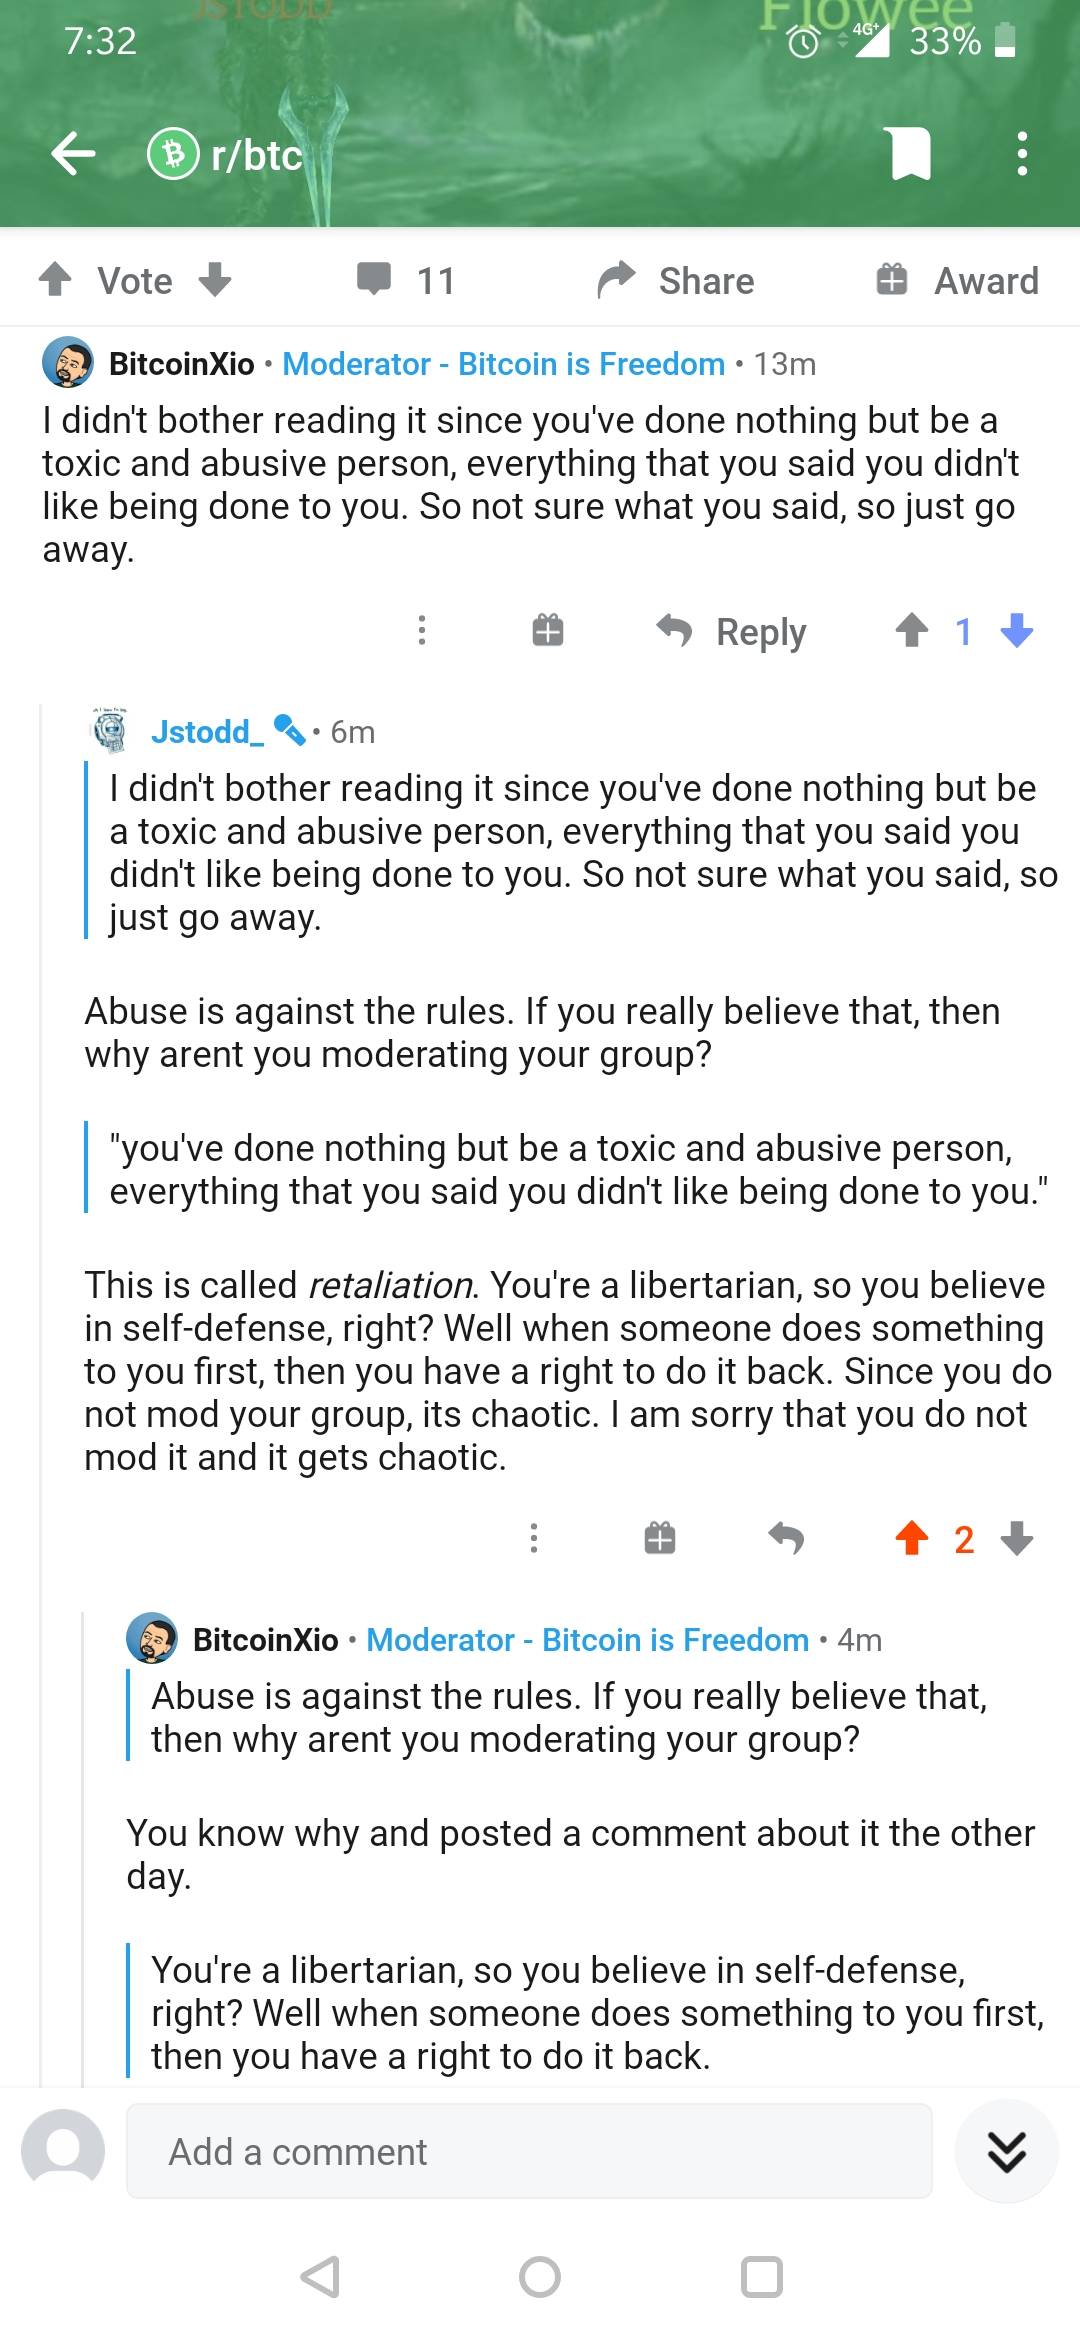 JSTODD
Flowee
7:32
4G+
33%
r/btc
Vote
11
Share
Award
BitcoinXio • Moderator - Bitcoin is Freedom • 13m
I didn't bother reading it since you've done nothing but be a
toxic and abusive person, everything that you said you didn't
like being done to you. So not sure what you said, so just go
away.
Reply
1
Jstodd_ • 6m
I didn't bother reading it since you've done nothing but be
a toxic and abusive person, everything that you said you
didn't like being done to you. So not sure what you said, so
just go away.
Abuse is against the rules. If you really believe that, then
why arent you moderating your group?
"you've done nothing but be a toxic and abusive person,
everything that you said you didn't like being done to you."
This is called retaliation. You're a libertarian, so you believe
in self-defense, right? Well when someone does something
to you first, then you have a right to do it back. Since you do
not mod your group, its chaotic. I am sorry that you do not
mod it and it gets chaotic.
2
BitcoinXio • Moderator - Bitcoin is Freedom • 4m
Abuse is against the rules. If you really believe that,
then why arent you moderating your group?
You know why and posted a comment about it the other
day.
You're a libertarian, so you believe in self-defense,
right? Well when someone does something to you first,
then you have a right to do it back.
Add a comment